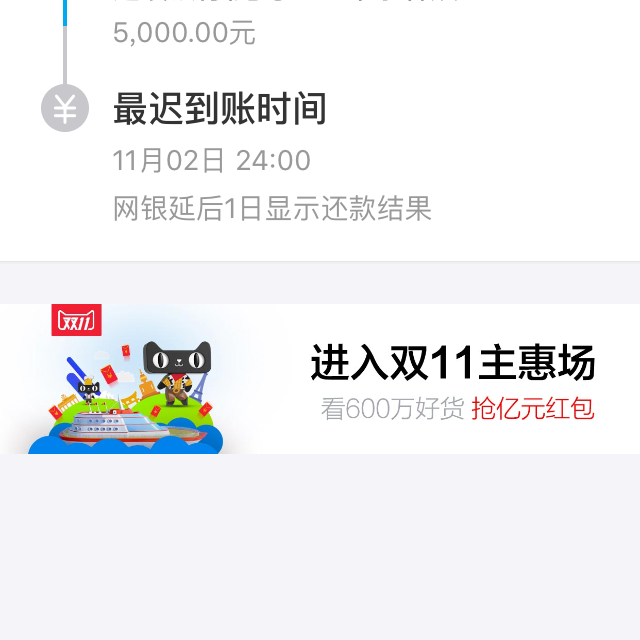 5,000.00元
¥
最迟到账时间
11月02日 24:00
网银延后1日显示还款结果
双11
进入双11主惠场
看600万好货 抢亿元红包